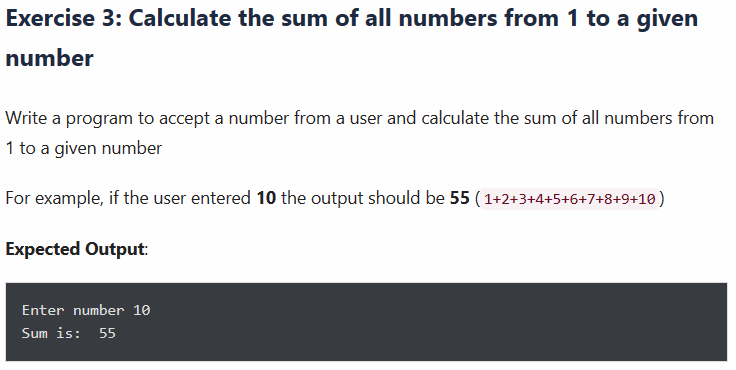 Exercise 3: Calculate the sum of all numbers from 1 to a given
number
Write a program to accept a number from a user and calculate the sum of all numbers from
1 to a given number
For example, if the user entered 10 the output should be 55 ( 1+2+3+4+5+6+7+8+9+10 )
Expected Output:
Enter number 10
Sum is:  55